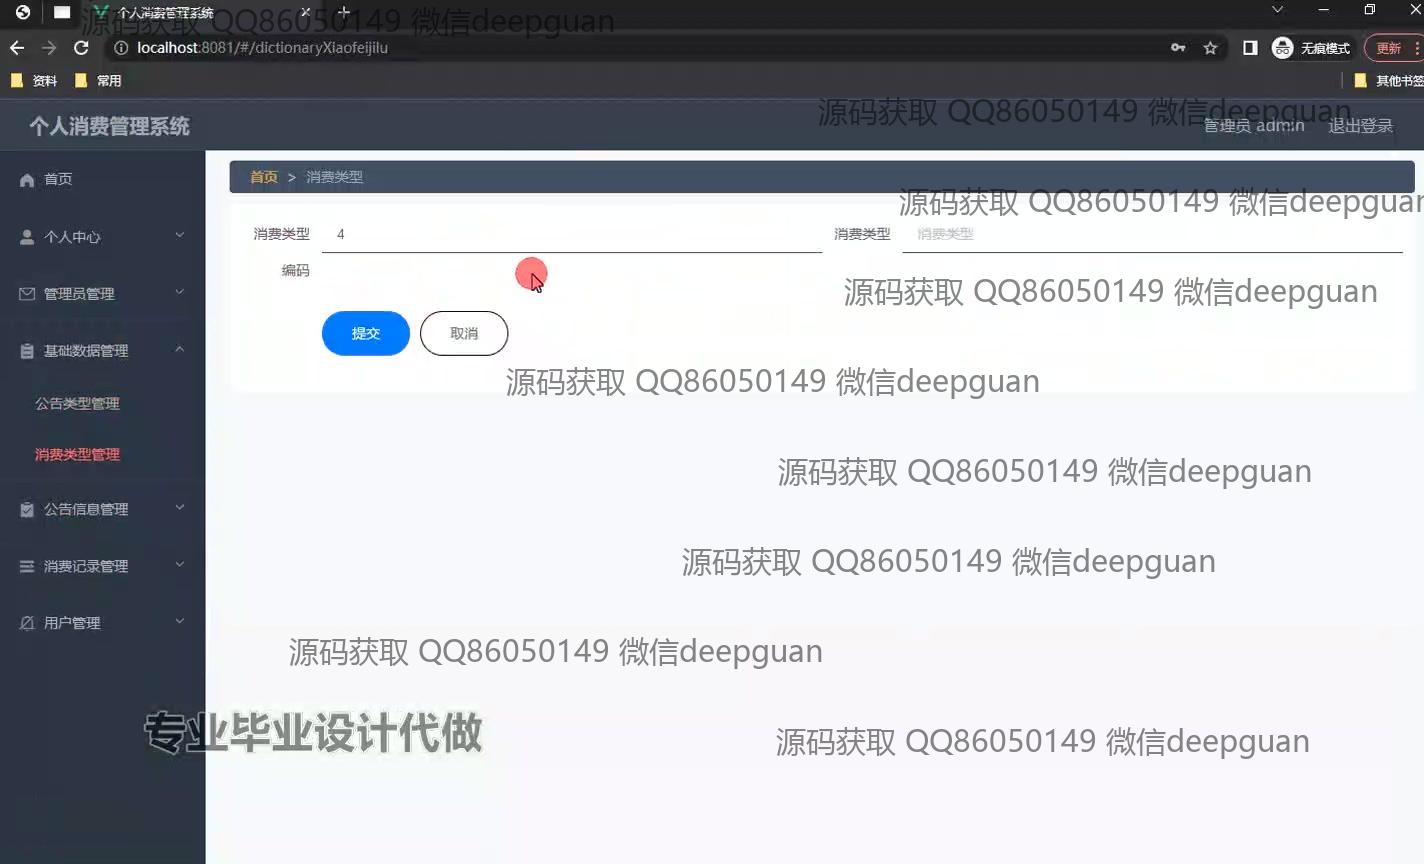 个人消费管理系统
源码获取 QQ86050149 微信deepguan
localhost:8081/#/dictionaryXiaofeijilu
无痕模式
更新
资料
常用
其他书签
个人消费管理系统
源码获取 QQ86050149 微信deepguan
管理员 admin
退出登录
首页
首页 > 消费类型
源码获取 QQ86050149 微信deepguan
个人中心
消费类型
编码
4
消费类型
消费类型
管理员管理
源码获取 QQ86050149 微信deepguan
提交
取消
基础数据管理
源码获取 QQ86050149 微信deepguan
公告类型管理
消费类型管理
源码获取 QQ86050149 微信deepguan
公告信息管理
消费记录管理
源码获取 QQ86050149 微信deepguan
用户管理
源码获取 QQ86050149 微信deepguan
专业毕业设计代做
源码获取 QQ86050149 微信deepguan